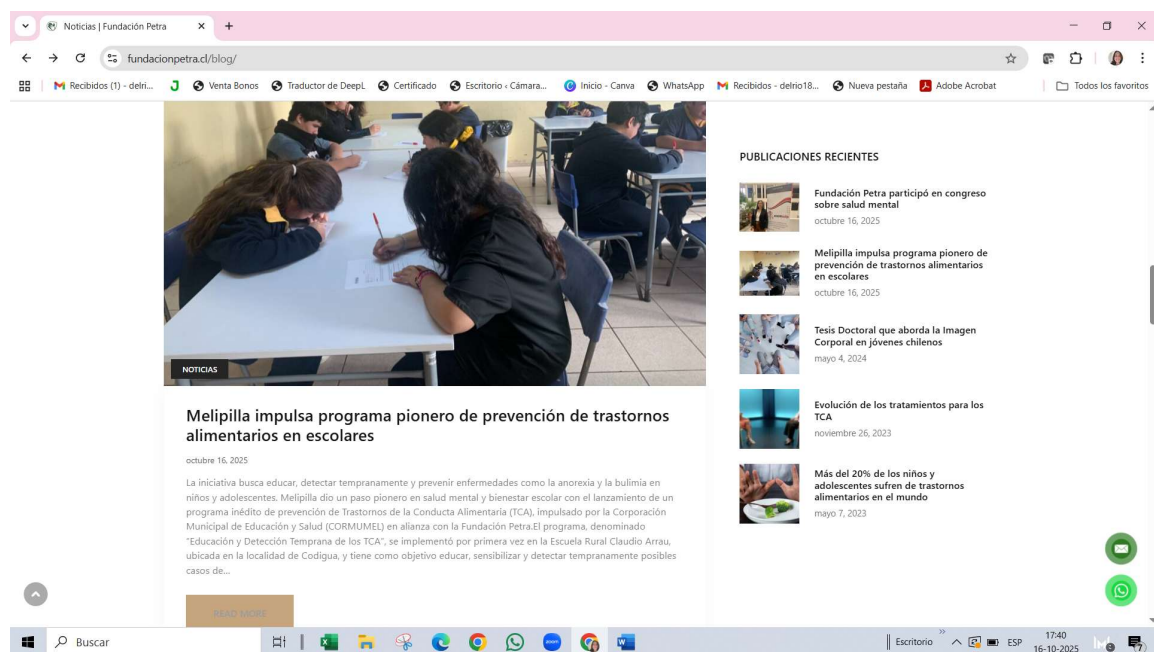 Noticias | Fundación Petra
fundacionpetra.cl/blog/
Recibidos (1) - delri...
Venta Bonos
Traductor de DeepL
Certificado
Escritorio ‹ Cámara...
Inicio - Canva
WhatsApp
Recibidos - delrio18...
Nueva pestaña
Adobe Acrobat
Todos los favoritos
NOTICIAS
Melipilla impulsa programa pionero de prevención de trastornos
alimentarios en escolares
octubre 16, 2025
La iniciativa busca educar, detectar tempranamente y prevenir enfermedades como la anorexia y la bulimia en
niños y adolescentes. Melipilla dio un paso pionero en salud mental y bienestar escolar con el lanzamiento de un
programa inédito de prevención de Trastornos de la Conducta Alimentaria (TCA), impulsado por la Corporación
Municipal de Educación y Salud (CORMUMEL) en alianza con la Fundación Petra.El programa, denominado
“Educación y Detección Temprana de los TCA”, se implementó por primera vez en la Escuela Rural Claudio Arrau,
ubicada en la localidad de Codigua, y tiene como objetivo educar, sensibilizar y detectar tempranamente posibles
casos de...
READ MORE
PUBLICACIONES RECIENTES
Fundación Petra participó en congreso
sobre salud mental
octubre 16, 2025
Melipilla impulsa programa pionero de
prevención de trastornos alimentarios
en escolares
octubre 16, 2025
Tesis Doctoral que aborda la Imagen
Corporal en jóvenes chilenos
mayo 4, 2024
Evolución de los tratamientos para los
TCA
noviembre 26, 2023
Más del 20% de los niños y
adolescentes sufren de trastornos
alimentarios en el mundo
mayo 7, 2023
Buscar
zoom
Escritorio
ESP
17:40
16-10-2025